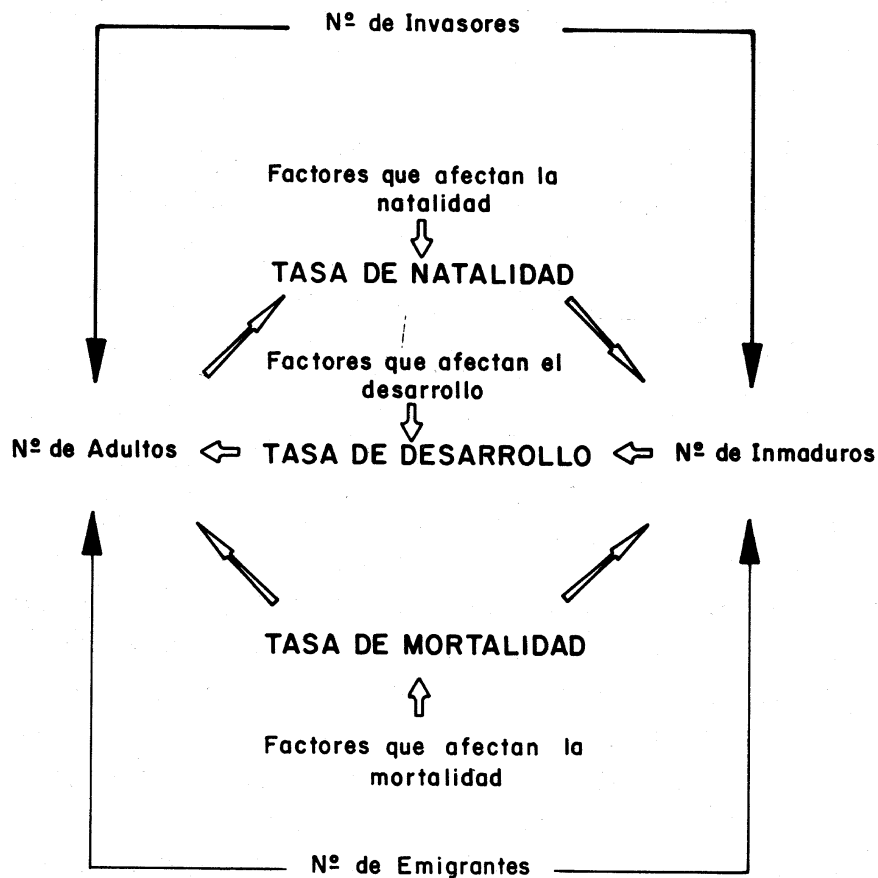 Nº de Invasores
Factores que afectan la
natalidad
TASA DE NATALIDAD
Factores que afectan el
desarrollo
Nº de Adultos
TASA DE DESARROLLO
Nº de Inmaduros
TASA DE MORTALIDAD
Factores que afectan la
mortalidad
Nº de Emigrantes